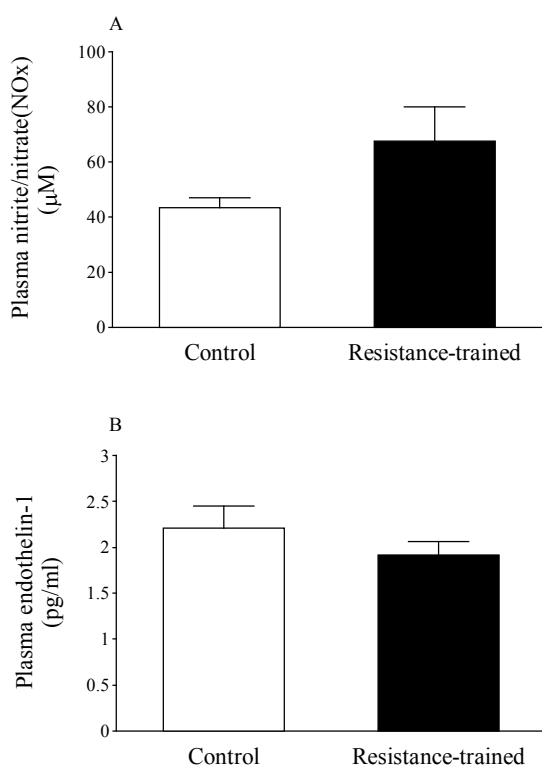 A
Plasma nitrite/nitrate(NOx)
(μM)
100
80
60
40
20
0
Control Resistance-trained
B
Plasma endothelin-1
(pg/ml)
3
2.5
2
1.5
1
0.5
0
Control Resistance-trained